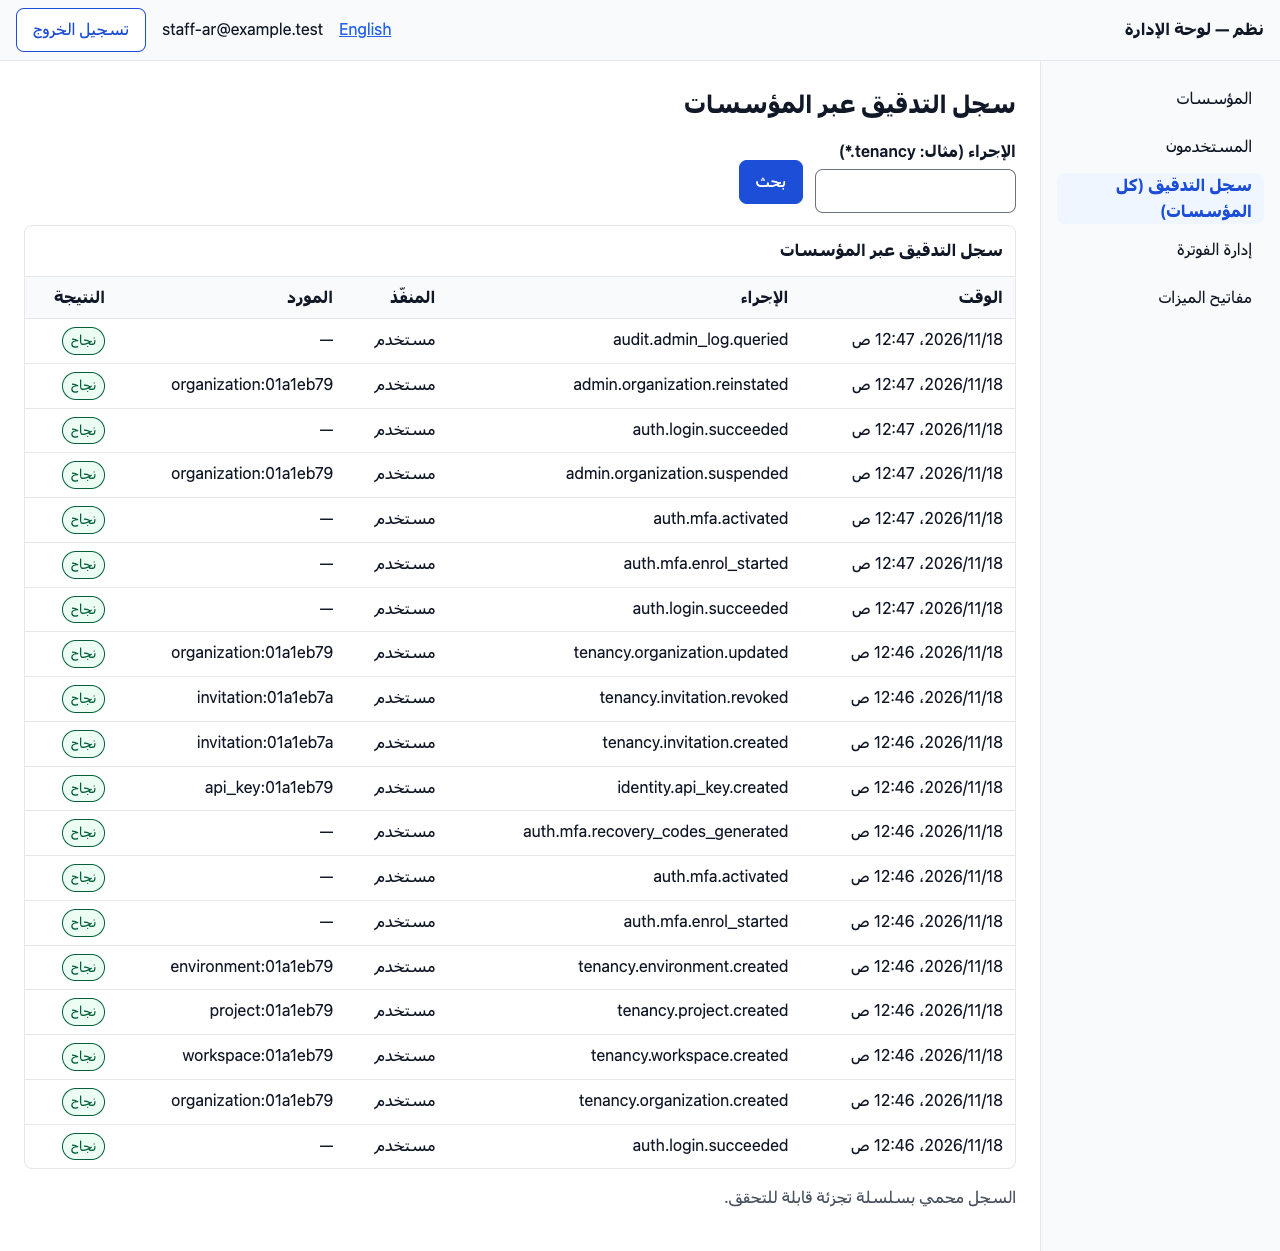 نظم — لوحة الإدارة
English
staff-ar@example.test
تسجيل الخروج
المؤسسات
المستخدمون
سجل التدقيق (كل
المؤسسات)
إدارة الفوترة
مفاتيح الميزات
سجل التدقيق عبر المؤسسات
الإجراء (مثال: tenancy.*)
بحث
سجل التدقيق عبر المؤسسات
الوقت الإجراء المنفّذ المورد النتيجة
2026/11/18، 12:47 ص audit.admin_log.queried مستخدم — نجاح
2026/11/18، 12:47 ص admin.organization.reinstated مستخدم organization:01a1eb79 نجاح
2026/11/18، 12:47 ص auth.login.succeeded مستخدم — نجاح
2026/11/18، 12:47 ص admin.organization.suspended مستخدم organization:01a1eb79 نجاح
2026/11/18، 12:47 ص auth.mfa.activated مستخدم — نجاح
2026/11/18، 12:47 ص auth.mfa.enrol_started مستخدم — نجاح
2026/11/18، 12:47 ص auth.login.succeeded مستخدم — نجاح
2026/11/18، 12:46 ص tenancy.organization.updated مستخدم organization:01a1eb79 نجاح
2026/11/18، 12:46 ص tenancy.invitation.revoked مستخدم invitation:01a1eb7a نجاح
2026/11/18، 12:46 ص tenancy.invitation.created مستخدم invitation:01a1eb7a نجاح
2026/11/18، 12:46 ص identity.api_key.created مستخدم api_key:01a1eb79 نجاح
2026/11/18، 12:46 ص auth.mfa.recovery_codes_generated مستخدم — نجاح
2026/11/18، 12:46 ص auth.mfa.activated مستخدم — نجاح
2026/11/18، 12:46 ص auth.mfa.enrol_started مستخدم — نجاح
2026/11/18، 12:46 ص tenancy.environment.created مستخدم environment:01a1eb79 نجاح
2026/11/18، 12:46 ص tenancy.project.created مستخدم project:01a1eb79 نجاح
2026/11/18، 12:46 ص tenancy.workspace.created مستخدم workspace:01a1eb79 نجاح
2026/11/18، 12:46 ص tenancy.organization.created مستخدم organization:01a1eb79 نجاح
2026/11/18، 12:46 ص auth.login.succeeded مستخدم — نجاح
السجل محمي بسلسلة تجزئة قابلة للتحقق.